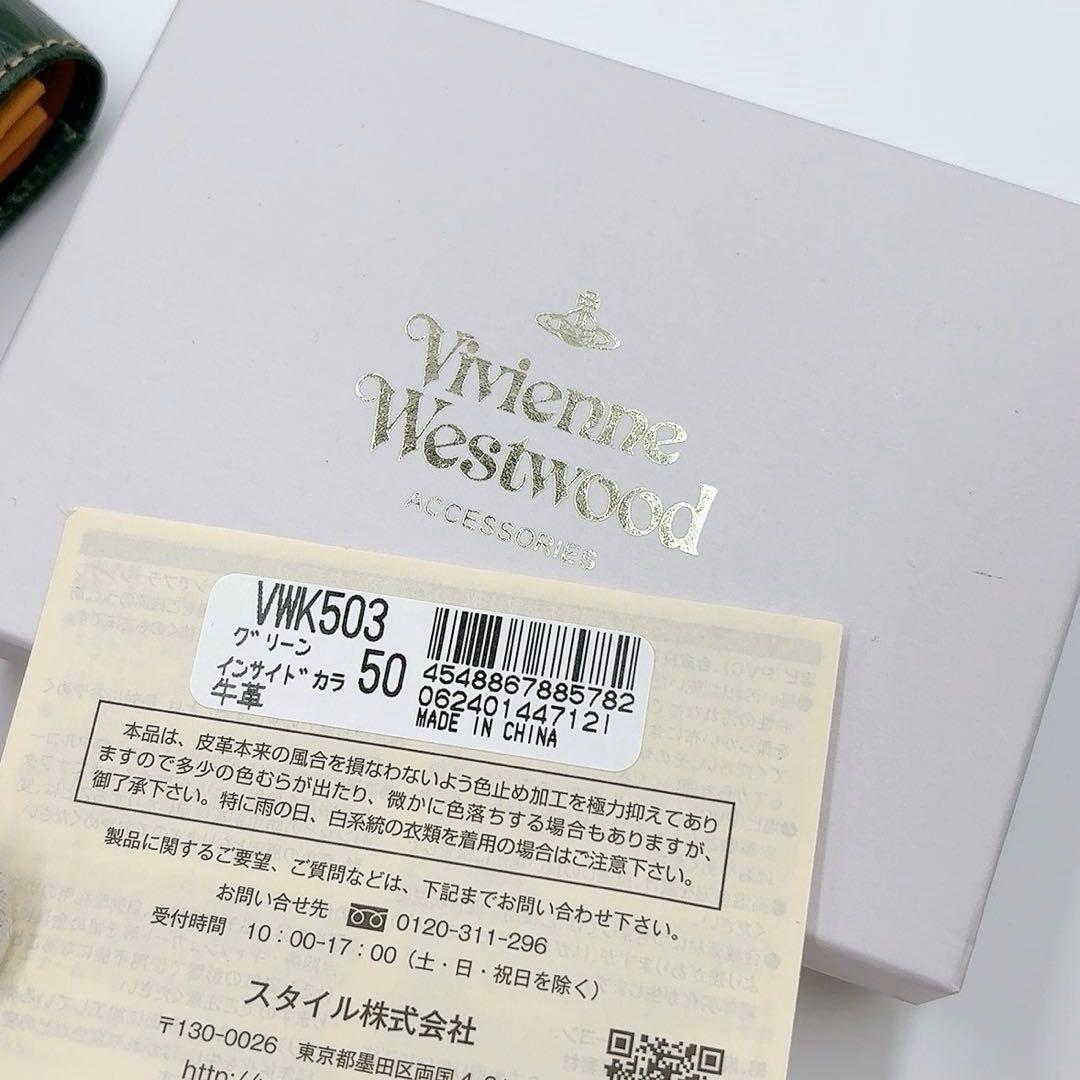 Vivienne
Westwood
ACCESSORIES
VWK503
グリーン
インサイドカラ 50
牛革
4548867885782
062401447121
MADE IN CHINA
本品は、皮革本来の風合を損なわないよう色止め加工を極力抑えてあり
ますので多少の色むらが出たり、微かに色落ちする場合もありますが、
御了承下さい。特に雨の日、白系統の衣類を着用の場合はご注意下さい。
製品に関するご要望、ご質問などは、下記までお問い合わせ下さい。
お問い合せ先 0120-311-296
受付時間 10：00-17：00（土・日・祝日を除く）
スタイル株式会社
〒130-0026 東京都墨田区両国
http:/